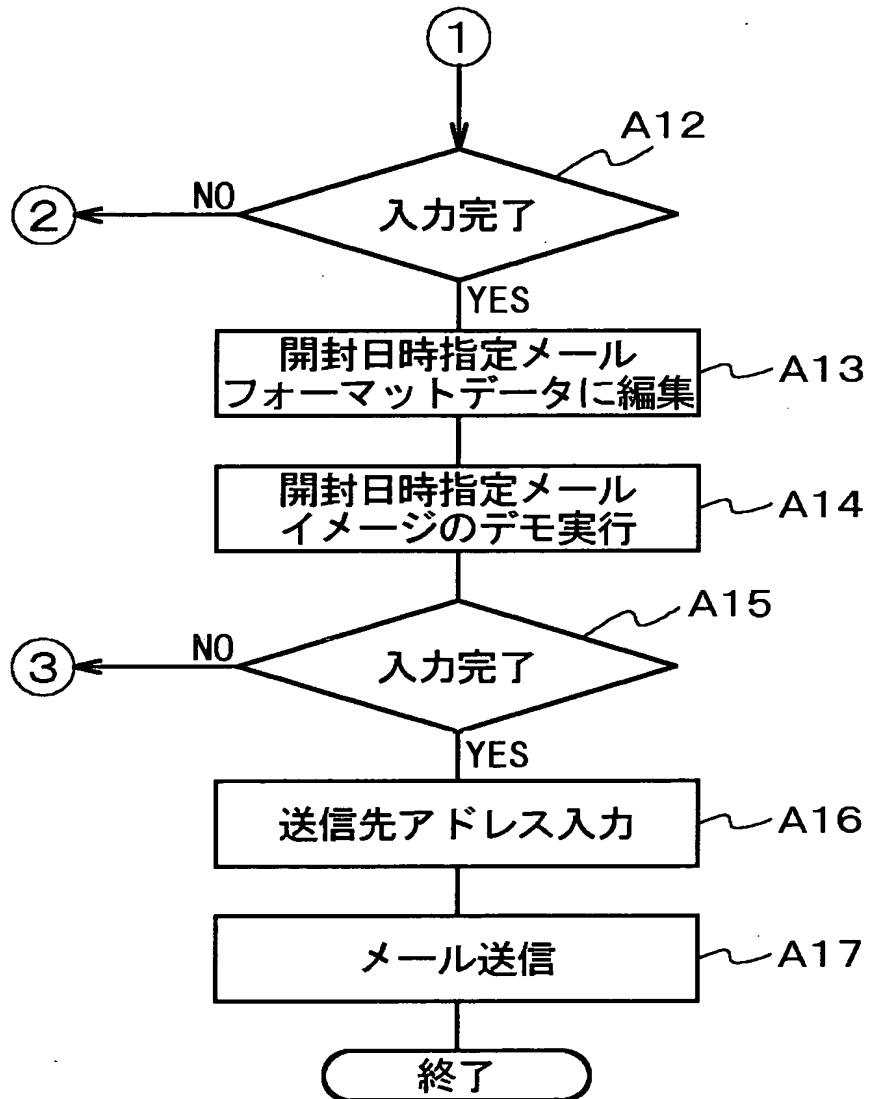 ①
A12
NO
②
入力完了
YES
開封日時指定メール
フォーマットデータに編集
A13
開封日時指定メール
イメージのデモ実行
A14
A15
NO
③
入力完了
YES
送信先アドレス入力
A16
メール送信
A17
終了